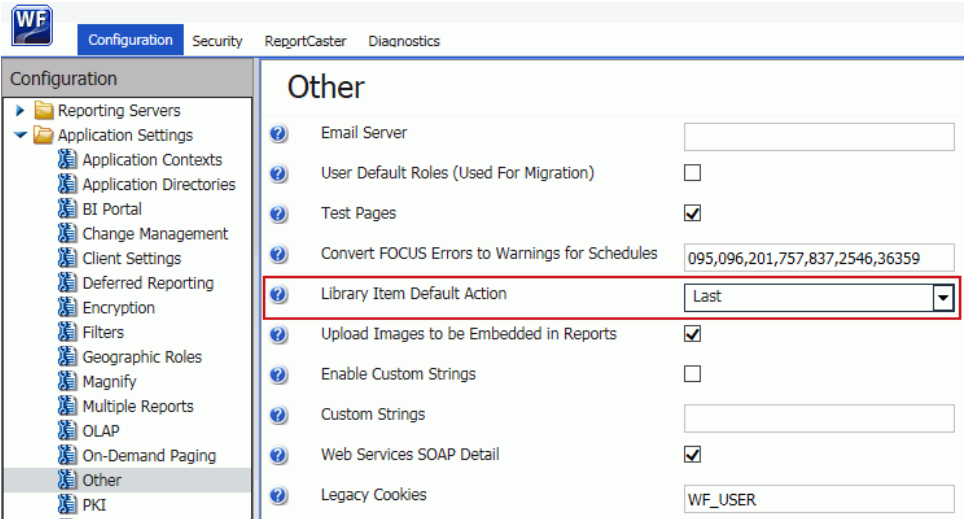 WF
Configuration Security ReportCaster Diagnostics
Configuration
Reporting Servers
Application Settings
Application Contexts
Application Directories
BI Portal
Change Management
Client Settings
Deferred Reporting
Encryption
Filters
Geographic Roles
Magnify
Multiple Reports
OLAP
On-Demand Paging
Other
PKI
Other
Email Server
User Default Roles (Used For Migration)
Test Pages
Convert FOCUS Errors to Warnings for Schedules 095,096,201,757,837,2546,36359
Library Item Default Action Last
Upload Images to be Embedded in Reports
Enable Custom Strings
Custom Strings
Web Services SOAP Detail
Legacy Cookies WF_USER